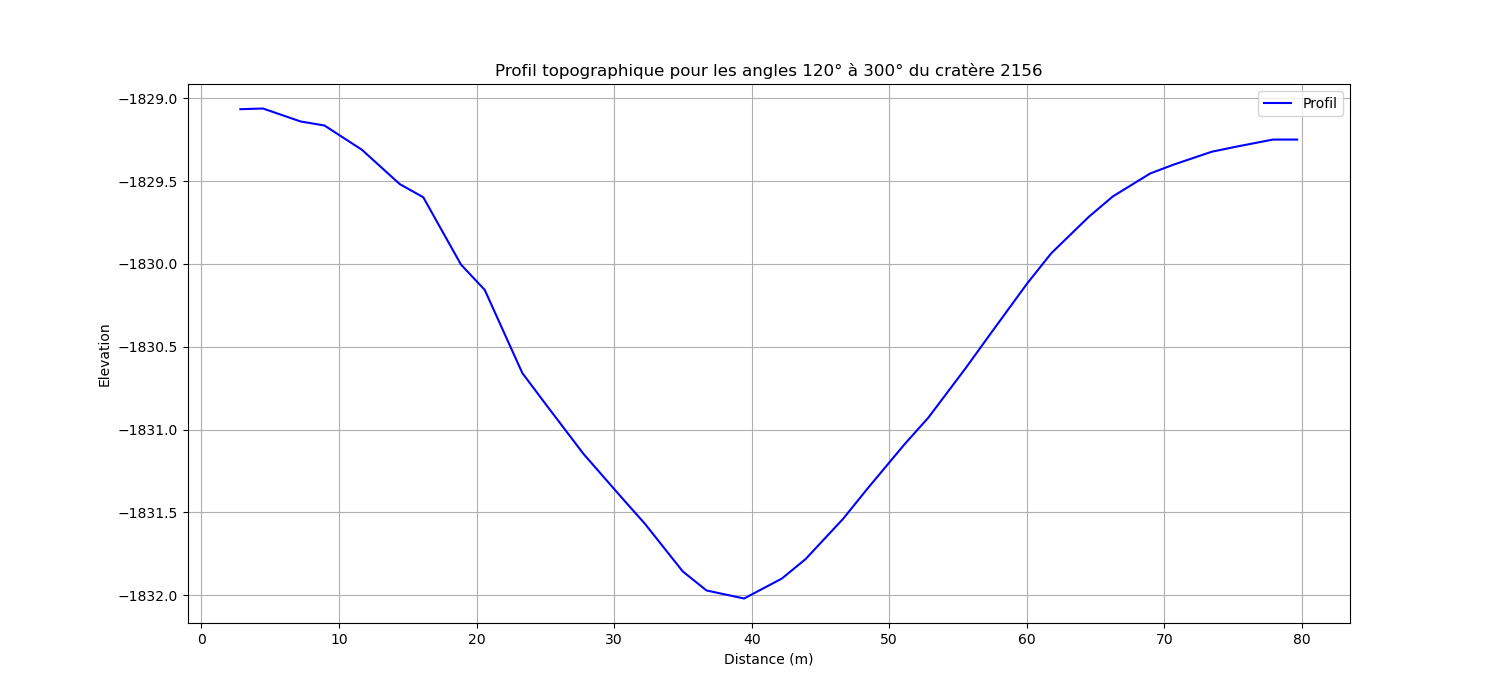 Profil topographique pour les angles 120° à 300° du cratère 2156
Profil
−1829.0
−1829.5
−1830.0
−1830.5
−1831.0
−1831.5
−1832.0
Elevation
0 10 20 30 40 50 60 70 80
Distance (m)